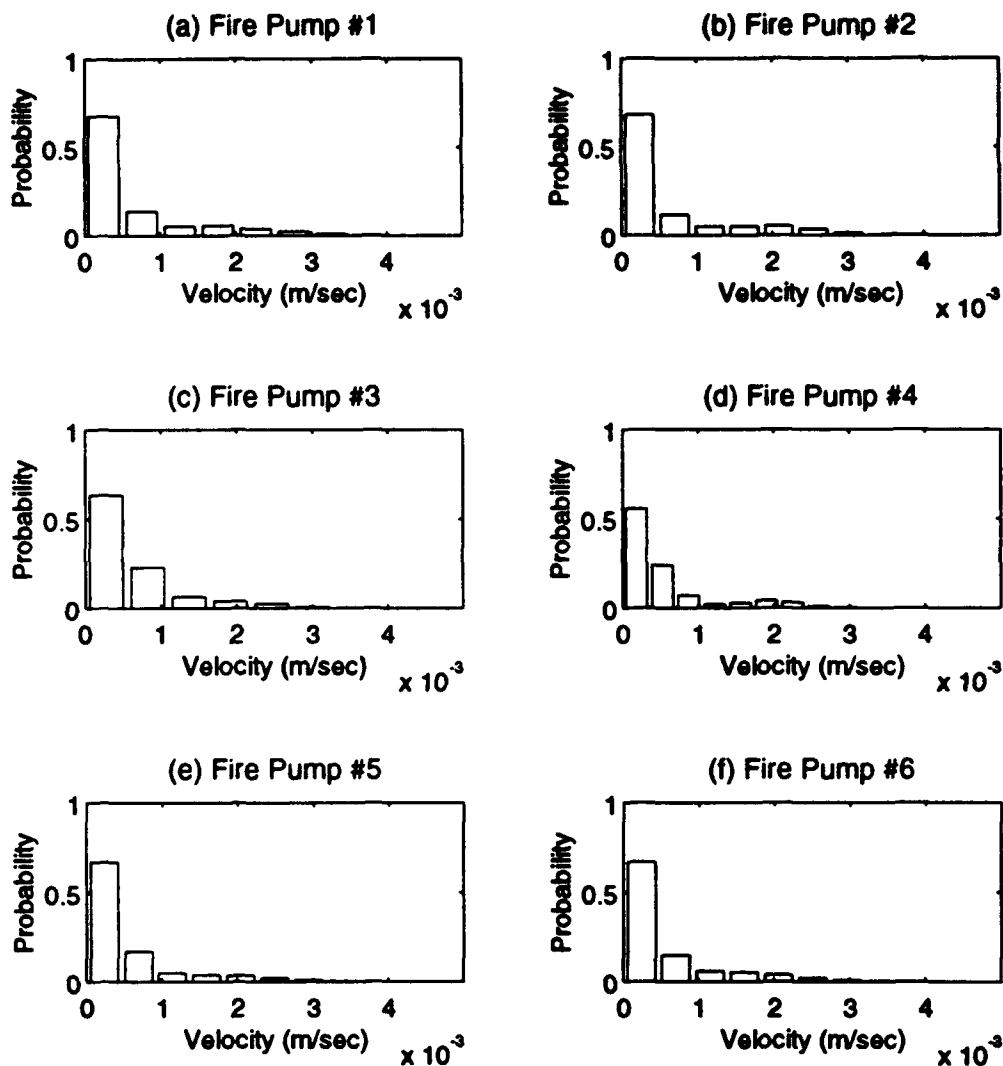 (a) Fire Pump #1
1
0.5
0
Probability
0 1 2 3 4
Velocity (m/sec)
x 10⁻³
(b) Fire Pump #2
1
0.5
0
Probability
0 1 2 3 4
Velocity (m/sec)
x 10⁻³
(c) Fire Pump #3
1
0.5
0
Probability
0 1 2 3 4
Velocity (m/sec)
x 10⁻³
(d) Fire Pump #4
1
0.5
0
Probability
0 1 2 3 4
Velocity (m/sec)
x 10⁻³
(e) Fire Pump #5
1
0.5
0
Probability
0 1 2 3 4
Velocity (m/sec)
x 10⁻³
(f) Fire Pump #6
1
0.5
0
Probability
0 1 2 3 4
Velocity (m/sec)
x 10⁻³